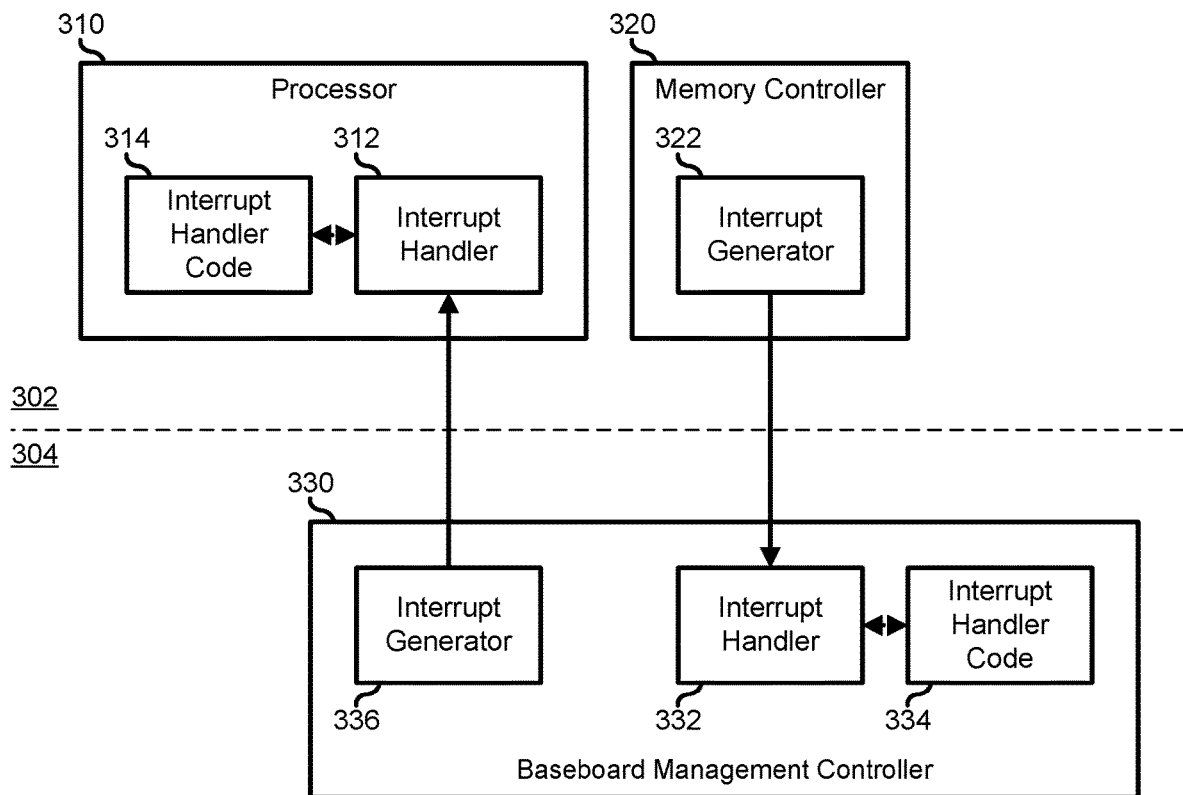 310
320
Processor
Memory Controller
314
312
322
Interrupt
Handler
Code
Interrupt
Handler
Interrupt
Generator
302
304
330
Interrupt
Generator
Interrupt
Handler
Interrupt
Handler
Code
336
332
334
Baseboard Management Controller